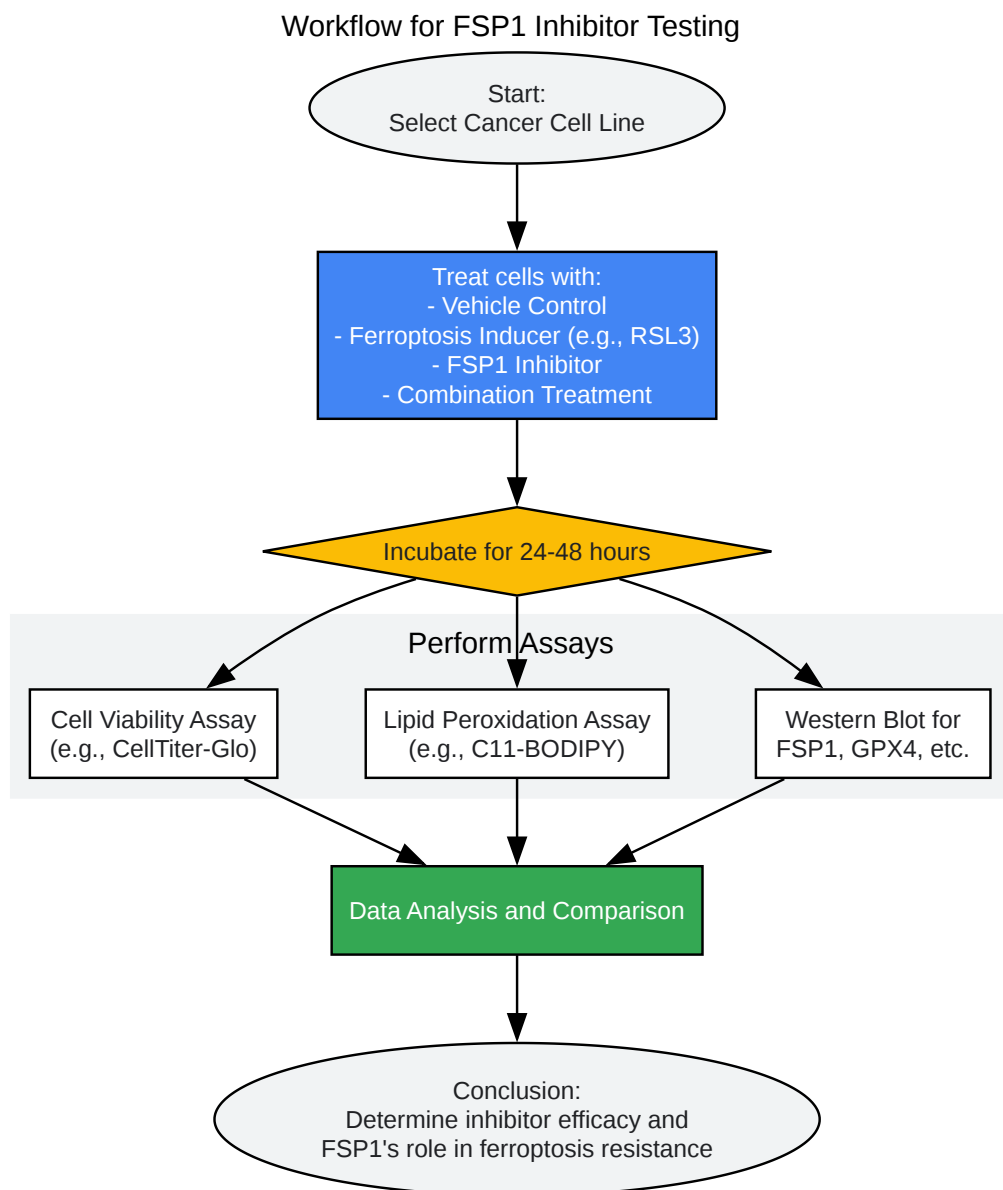 Workflow for FSP1 Inhibitor Testing
Start:
Select Cancer Cell Line
Treat cells with:
- Vehicle Control
- Ferroptosis Inducer (e.g., RSL3)
- FSP1 Inhibitor
- Combination Treatment
Incubate for 24-48 hours
Perform Assays
Cell Viability Assay
(e.g., CellTiter-Glo)
Lipid Peroxidation Assay
(e.g., C11-BODIPY)
Western Blot for
FSP1, GPX4, etc.
Data Analysis and Comparison
Conclusion:
Determine inhibitor efficacy and
FSP1's role in ferroptosis resistance